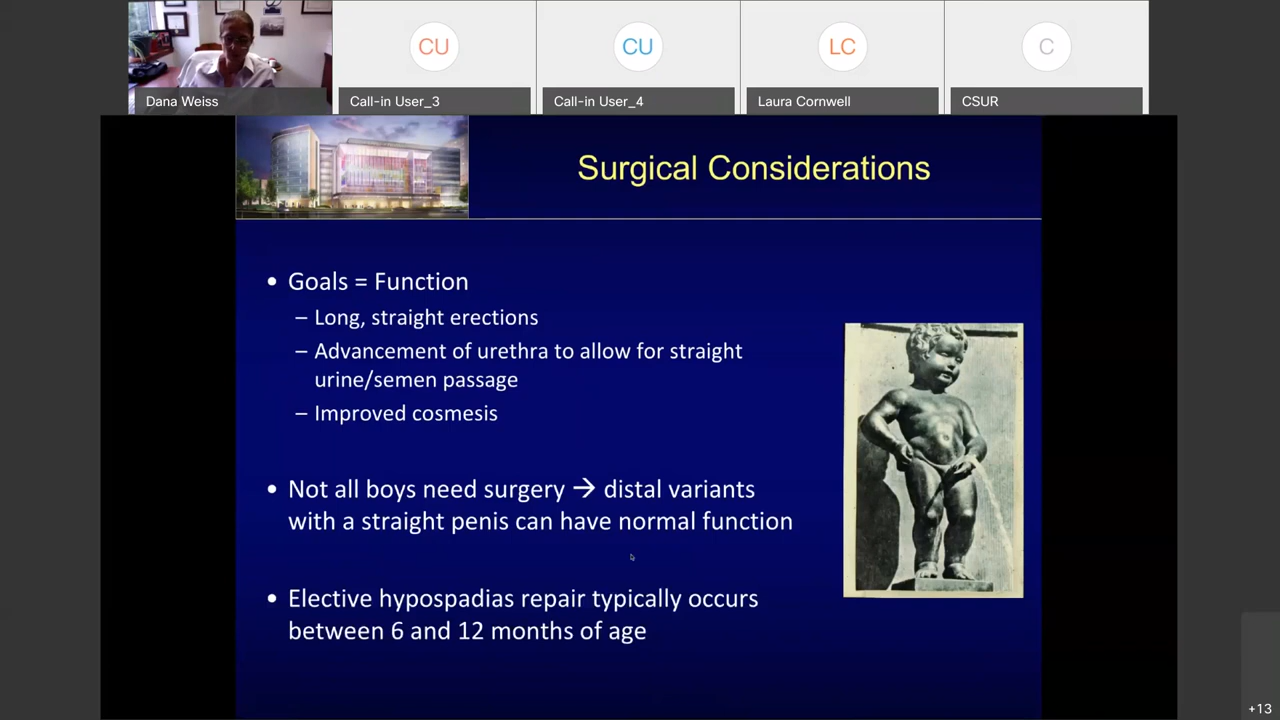 CU
CU
LC
C
Dana Weiss
Call-in User_3
Call-in User_4
Laura Cornwell
CSUR
Surgical Considerations
• Goals = Function
– Long, straight erections
– Advancement of urethra to allow for straight
urine/semen passage
– Improved cosmesis
• Not all boys need surgery → distal variants
with a straight penis can have normal function
• Elective hypospadias repair typically occurs
between 6 and 12 months of age
+13